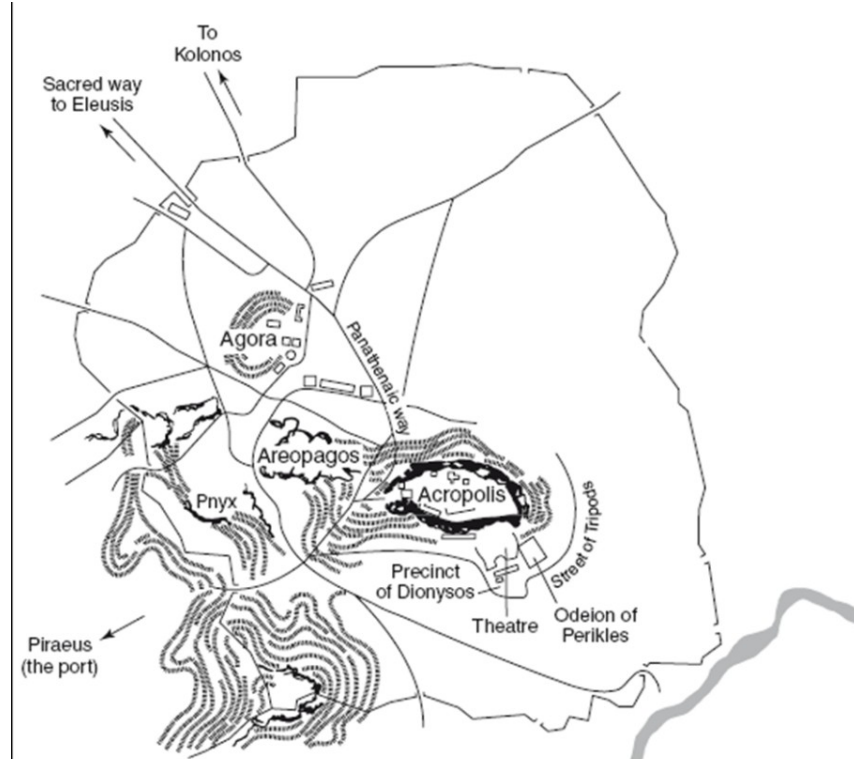 To
Kolonos
Sacred way
to Eleusis
Agora
Panathenaic way
Areopagos
Pnyx
Acropolis
Street of Tripods
Precinct
of Dionysos
Theatre
Odeion of
Perikles
Piraeus
(the port)